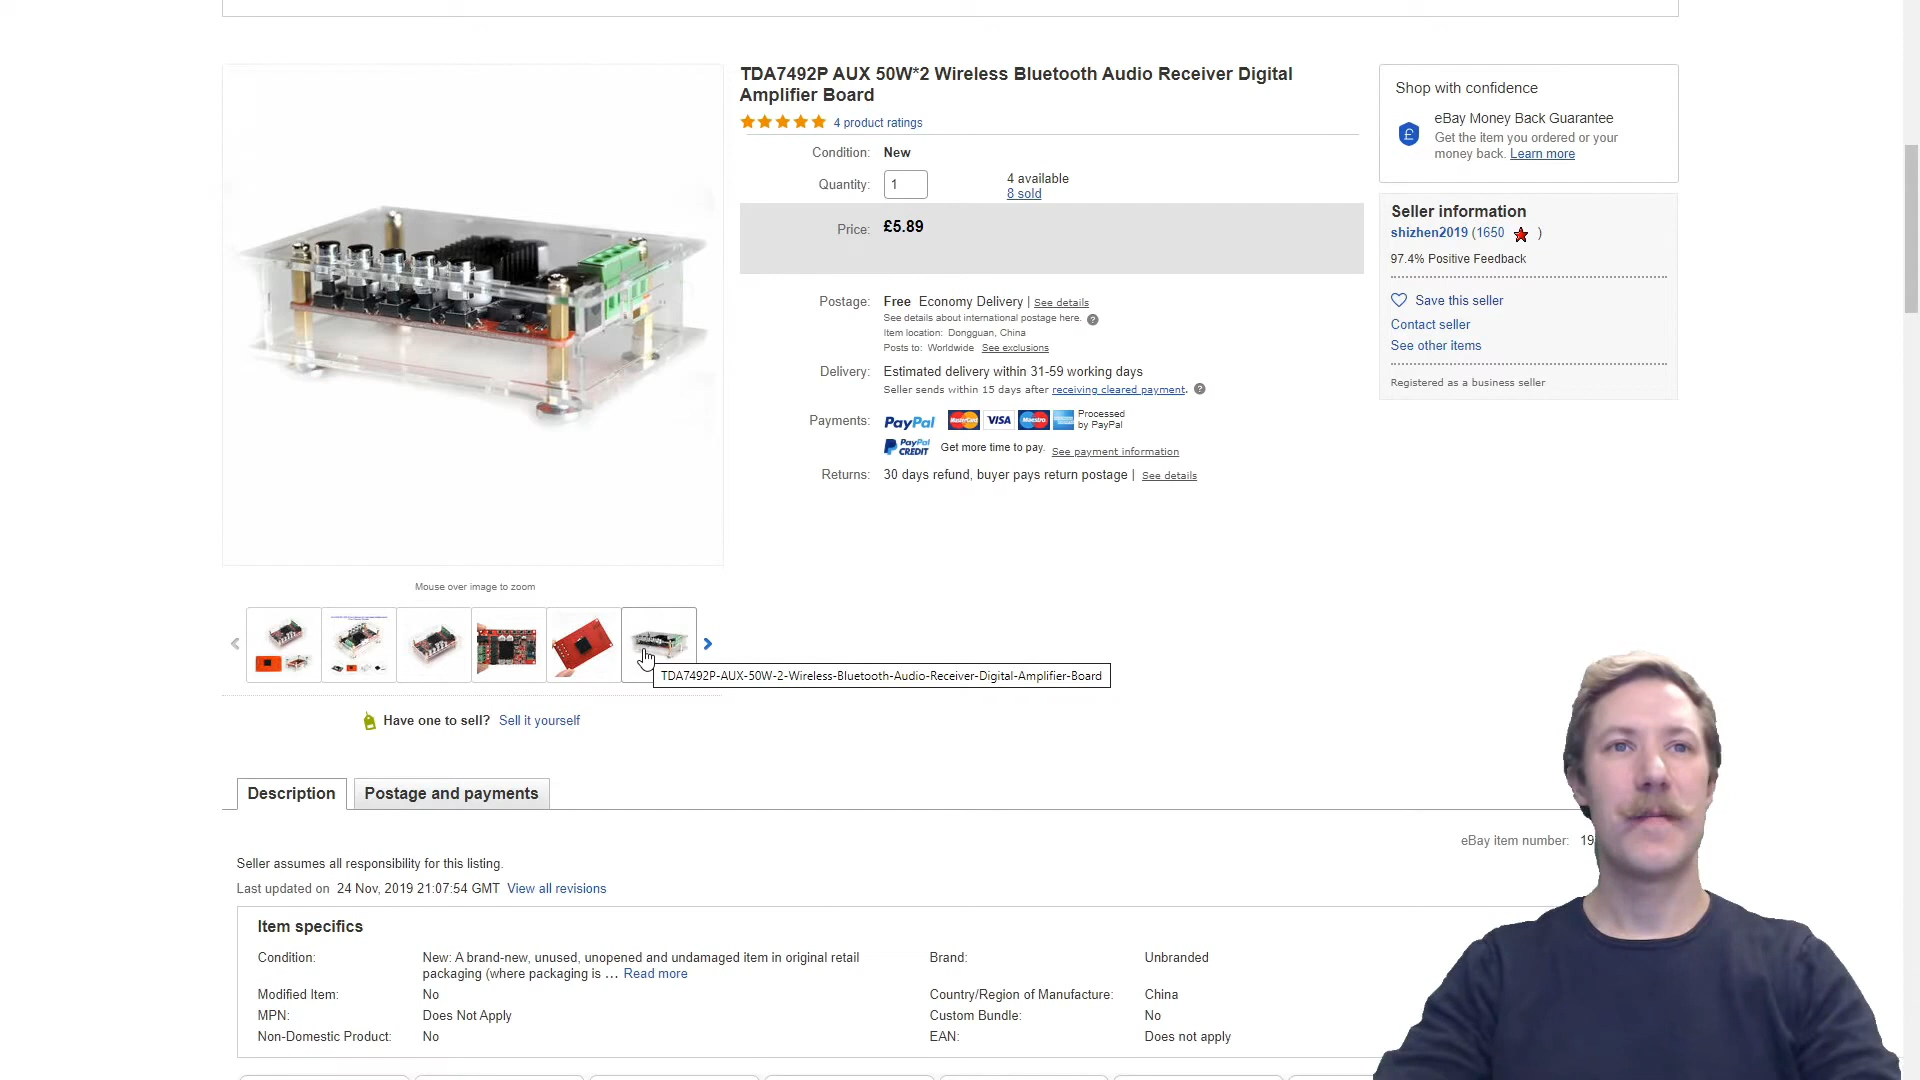 TDA7492P AUX 50W*2 Wireless Bluetooth Audio Receiver Digital
Amplifier Board
4 product ratings
Condition: New
Quantity: 1
4 available
8 sold
Price: £5.89
Postage: Free Economy Delivery | See details
See details about international postage here.
Item location: Dongguan, China
Posts to: Worldwide See exclusions
Delivery: Estimated delivery within 31-59 working days
Seller sends within 15 days after receiving cleared payment.
Payments: PayPal MasterCard VISA Maestro Processed
by PayPal
PayPal
CREDIT Get more time to pay. See payment information
Returns: 30 days refund, buyer pays return postage | See details
Shop with confidence
eBay Money Back Guarantee
Get the item you ordered or your
money back. Learn more
Seller information
shizhen2019 (1650 )
97.4% Positive Feedback
Save this seller
Contact seller
See other items
Registered as a business seller
Mouse over image to zoom
TDA7492P-AUX-50W-2-Wireless-Bluetooth-Audio-Receiver-Digital-Amplifier-Board
Have one to sell? Sell it yourself
Description
Postage and payments
eBay item number: 19
Seller assumes all responsibility for this listing.
Last updated on 24 Nov, 2019 21:07:54 GMT View all revisions
Item specifics
Condition: New: A brand-new, unused, unopened and undamaged item in original retail
packaging (where packaging is … Read more
Brand: Unbranded
Modified Item: No
Country/Region of Manufacture: China
MPN: Does Not Apply
Custom Bundle: No
Non-Domestic Product: No
EAN: Does not apply